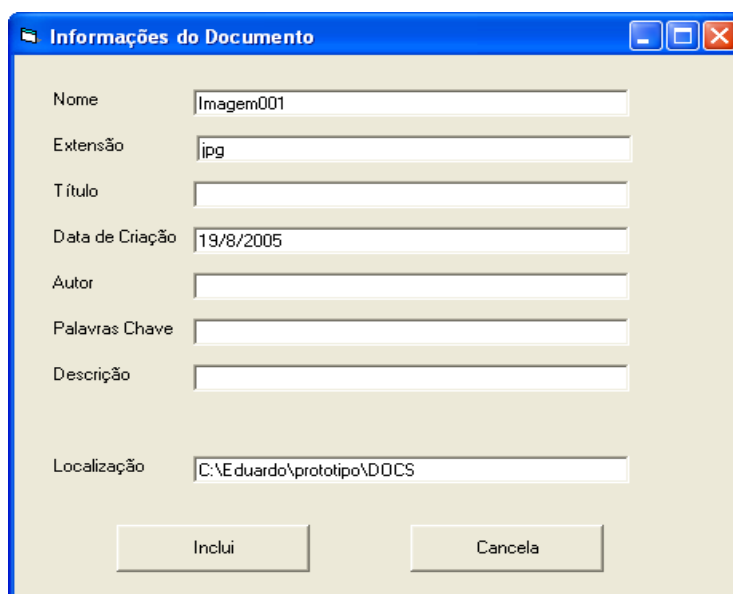 Informações do Documento
Nome Imagem001
Extensão jpg
Título
Data de Criação 19/8/2005
Autor
Palavras Chave
Descrição
Localização C:\Eduardo\prototipo\DOCS
Inclui Cancela